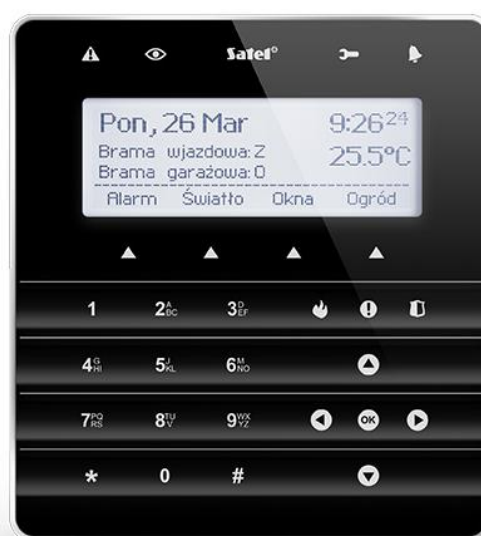 Satel®
Pon, 26 Mar 9:26 24
Brama wjazdowa: Z 25.5°C
Brama garażowa: O
Alarm Światło Okna Ogród
1 2 ABC 3 DEF
4 GHI 5 JKL 6 MNO
7 PQRS 8 TUV 9 WXYZ OK
* 0 #